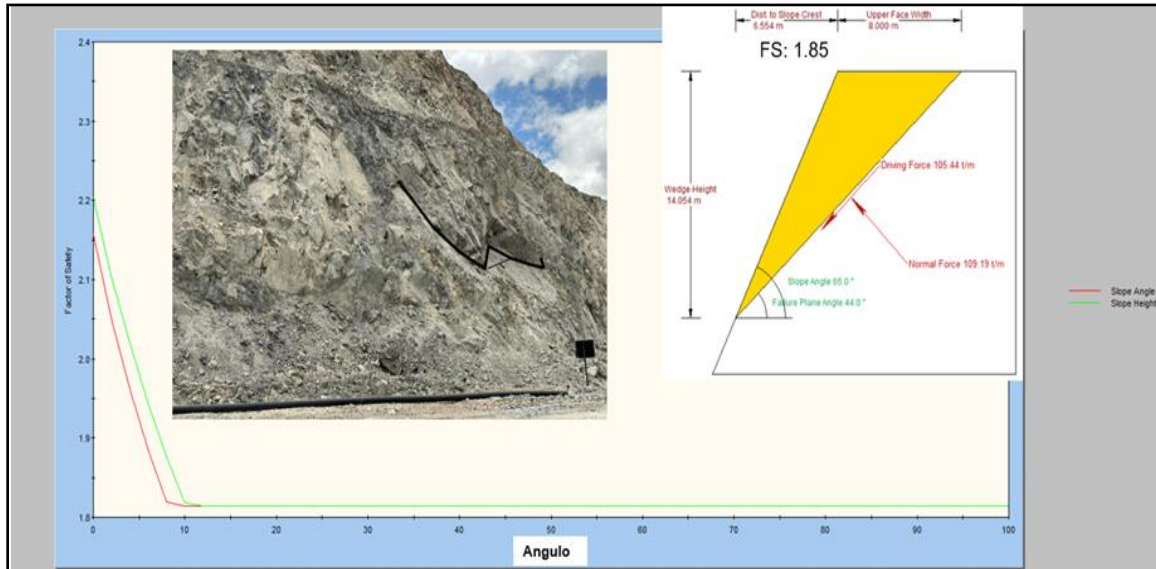 Dist. to Slope Crest
6.554 m
Upper Face Width
8.000 m
FS: 1.85
2.4
2.3
2.2
2.1
2.0
1.9
1.8
Factor of Safety
Wedge Height
14.054 m
Driving Force 105.44 t/m
Normal Force 109.19 t/m
Slope Angle 65.0 °
Failure Plane Angle 44.0 °
Slope Angle
Slope Height
0
10
20
30
40
50
60
70
80
90
100
Angulo